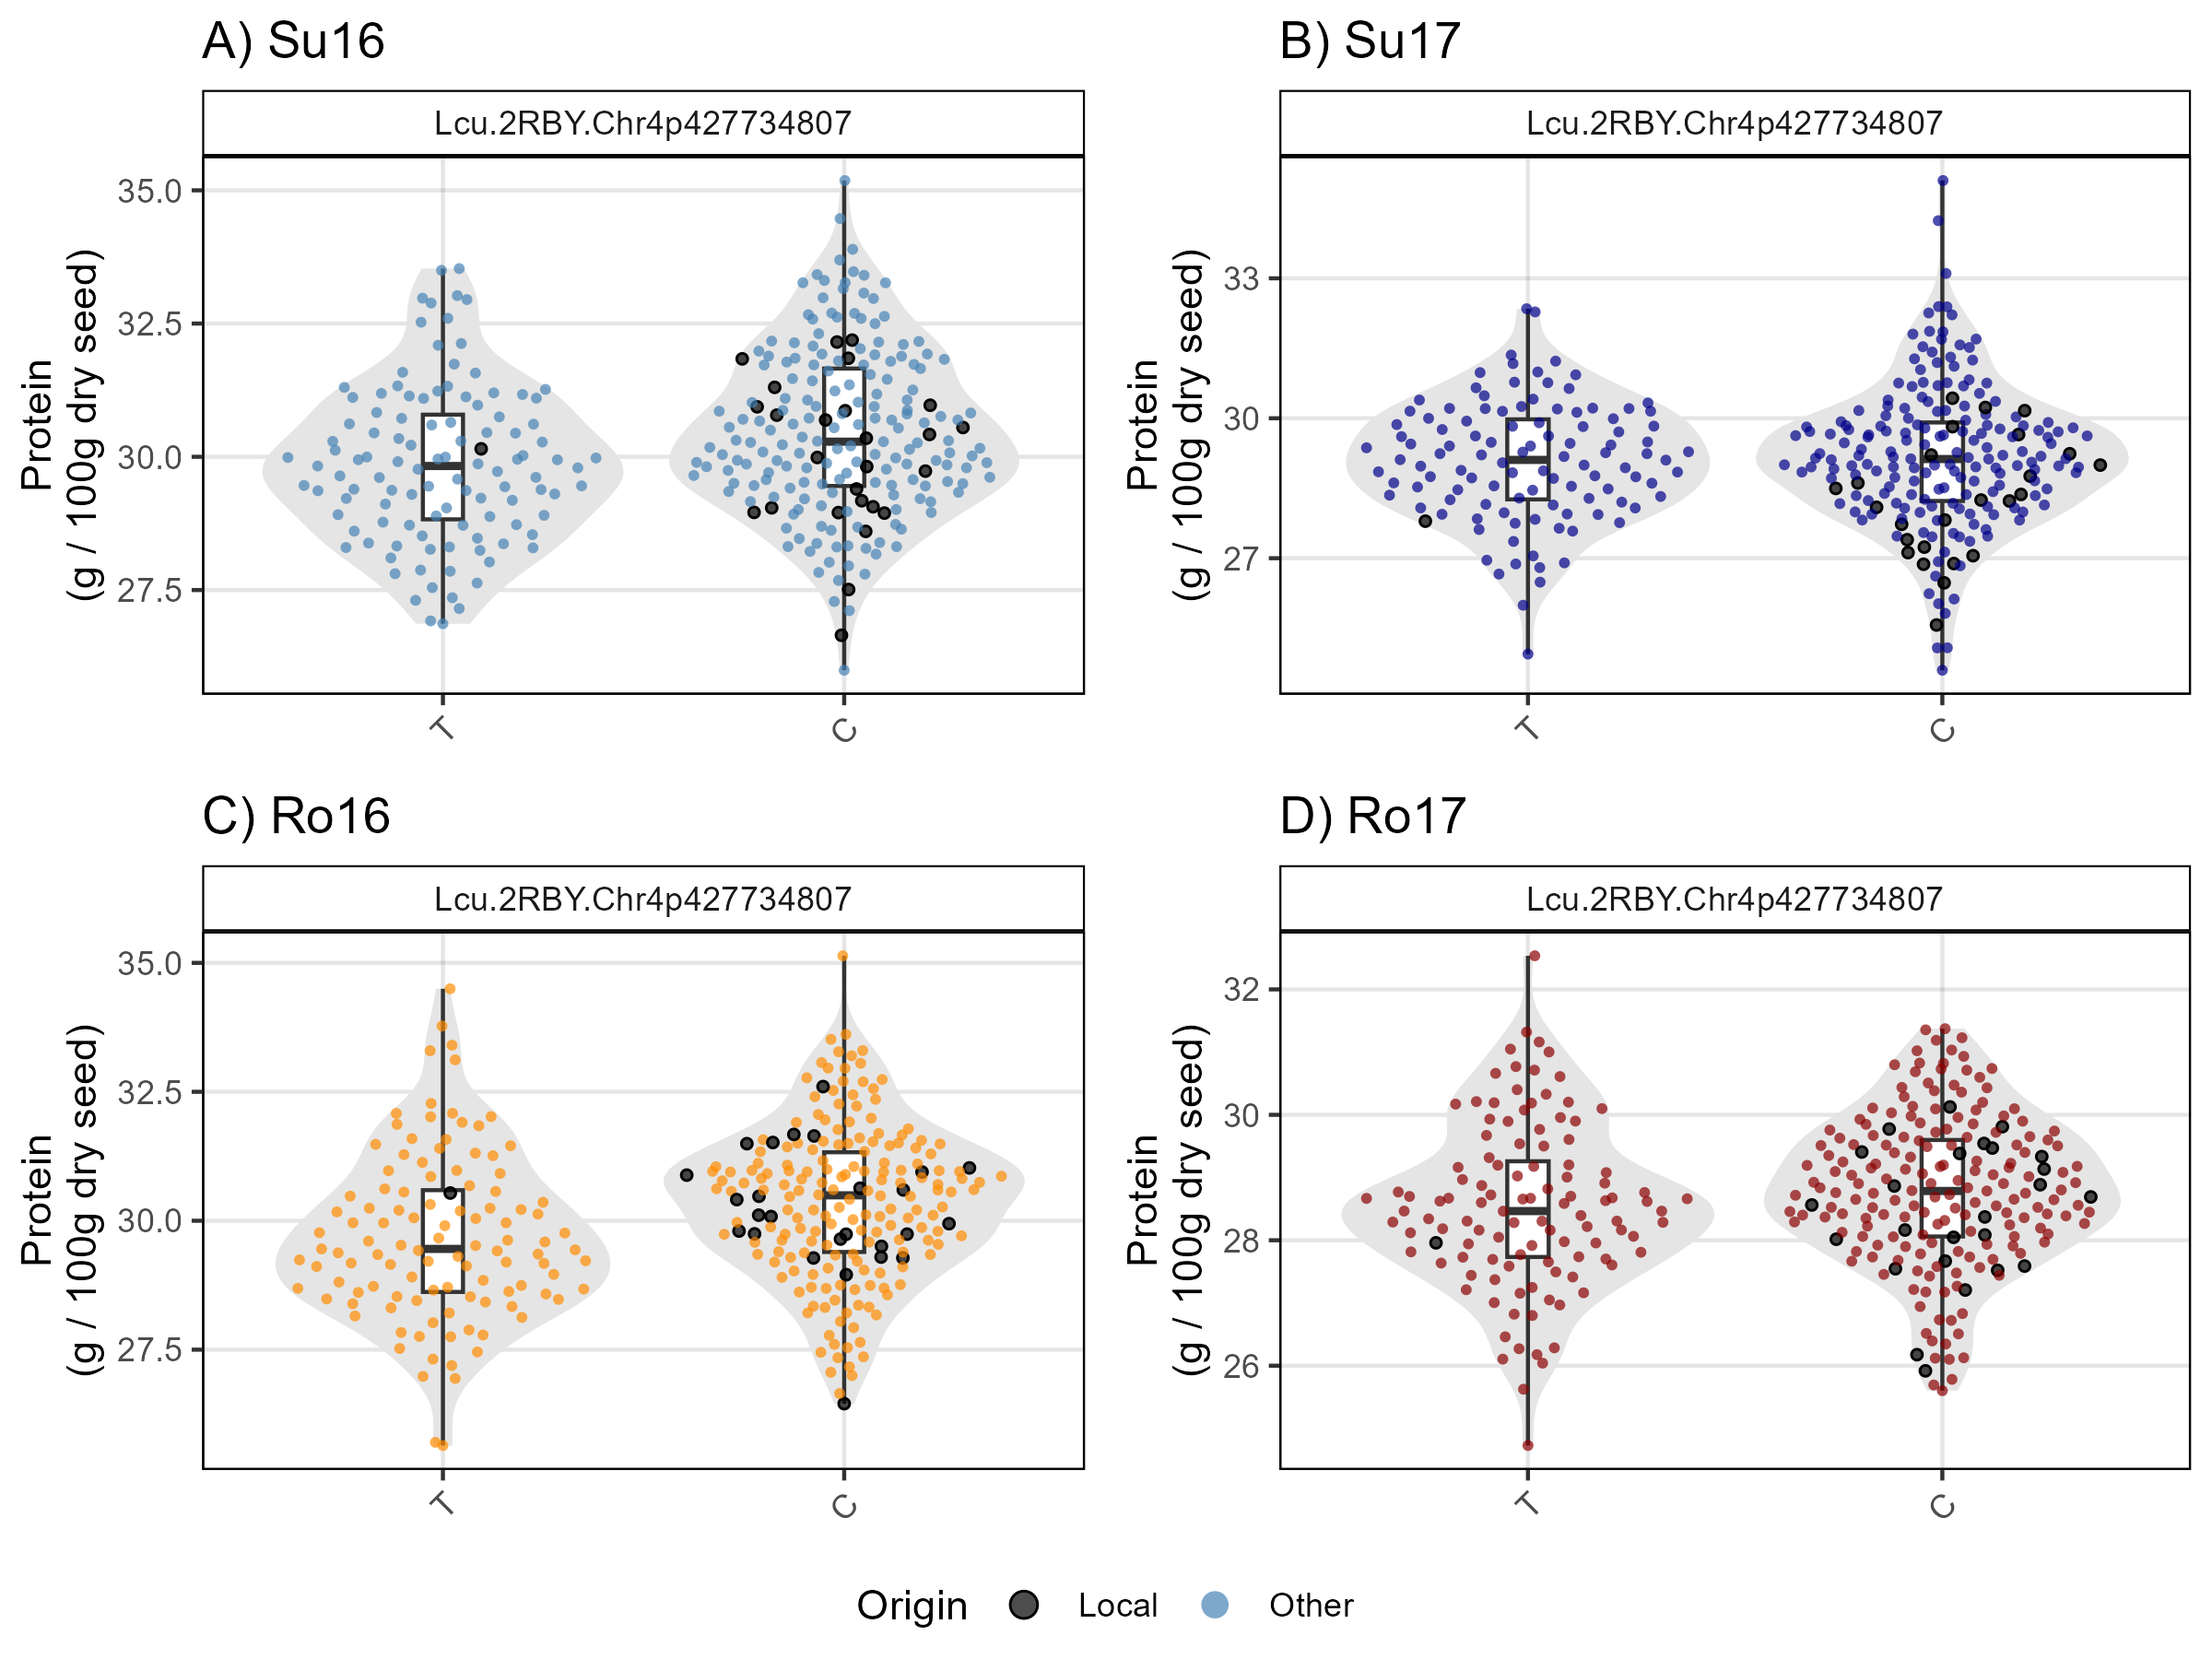 A) Su16
Lcu.2RBY.Chr4p427734807
Protein
(g / 100g dry seed)
35.0
32.5
30.0
27.5
T
C
B) Su17
Lcu.2RBY.Chr4p427734807
Protein
(g / 100g dry seed)
33
30
27
T
C
C) Ro16
Lcu.2RBY.Chr4p427734807
Protein
(g / 100g dry seed)
35.0
32.5
30.0
27.5
T
C
D) Ro17
Lcu.2RBY.Chr4p427734807
Protein
(g / 100g dry seed)
32
30
28
26
T
C
Origin Local Other